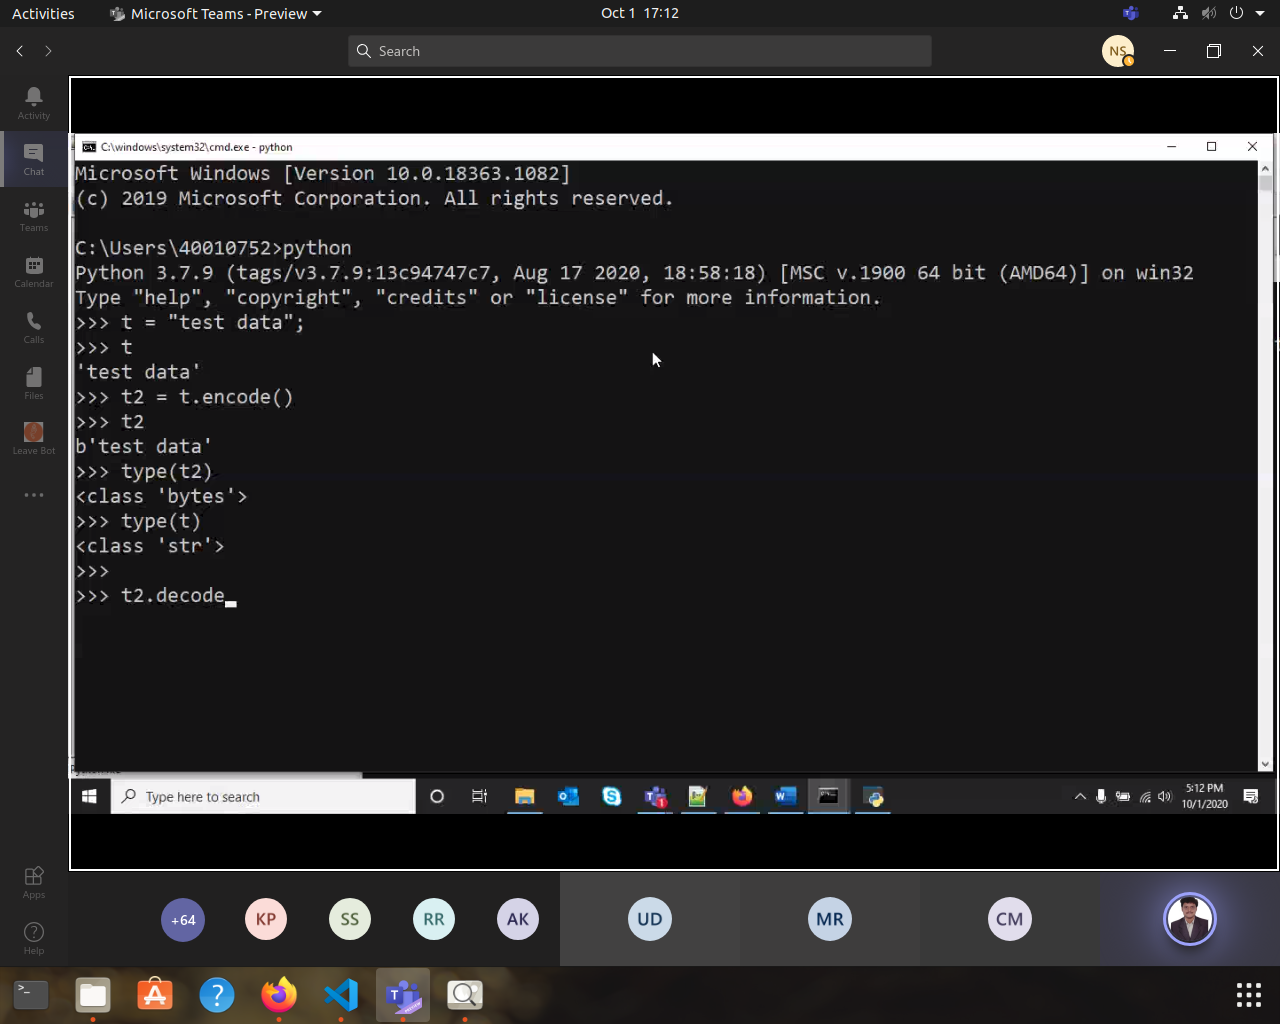 Activities
Microsoft Teams - Preview
Oct 1 17:12
Search
NS
Activity
Chat
Teams
Calendar
Calls
Files
Leave Bot
Apps
Help
C:\windows\system32\cmd.exe - python
Microsoft Windows [Version 10.0.18363.1082]
(c) 2019 Microsoft Corporation. All rights reserved.
C:\Users\40010752>python
Python 3.7.9 (tags/v3.7.9:13c94747c7, Aug 17 2020, 18:58:18) [MSC v.1900 64 bit (AMD64)] on win32
Type "help", "copyright", "credits" or "license" for more information.
>>> t = "test data";
>>> t
'test data'
>>> t2 = t.encode()
>>> t2
b'test data'
>>> type(t2)
<class 'bytes'>
>>> type(t)
<class 'str'>
>>>
>>> t2.decode
Type here to search
1
5:12 PM
10/1/2020
+64
KP
SS
RR
AK
UD
MR
CM